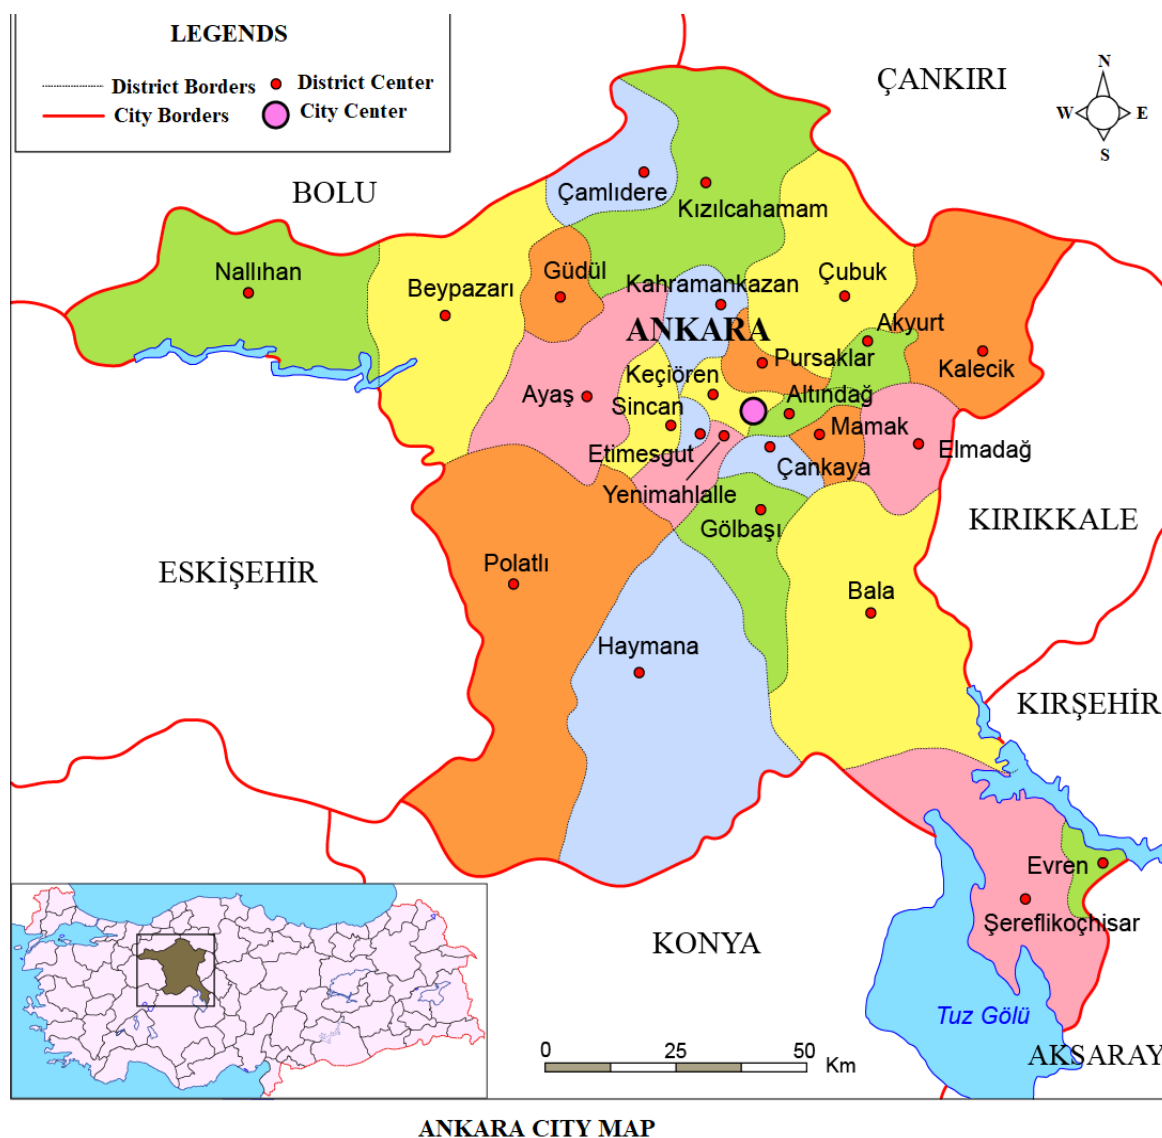 LEGENDS
District Borders
District Center
City Borders
City Center
ÇANKIRI
N
W
E
S
BOLU
Çamlıdere
Kızılcahamam
Nallıhan
Beypazarı
Güdül
Kahramankazan
Çubuk
ANKARA
Akyurt
Pursaklar
Kalecik
Keçiören
Ayaş
Sincan
Altındağ
Mamak
Etimesgut
Çankaya
Elmadağ
Yenimahlalle
Gölbaşı
KIRIKKALE
ESKİŞEHİR
Polatlı
Bala
Haymana
KIRŞEHİR
Evren
Şereflikoçhisar
KONYA
Tuz Gölü
AKSARAY
0 25 50 Km
ANKARA CITY MAP